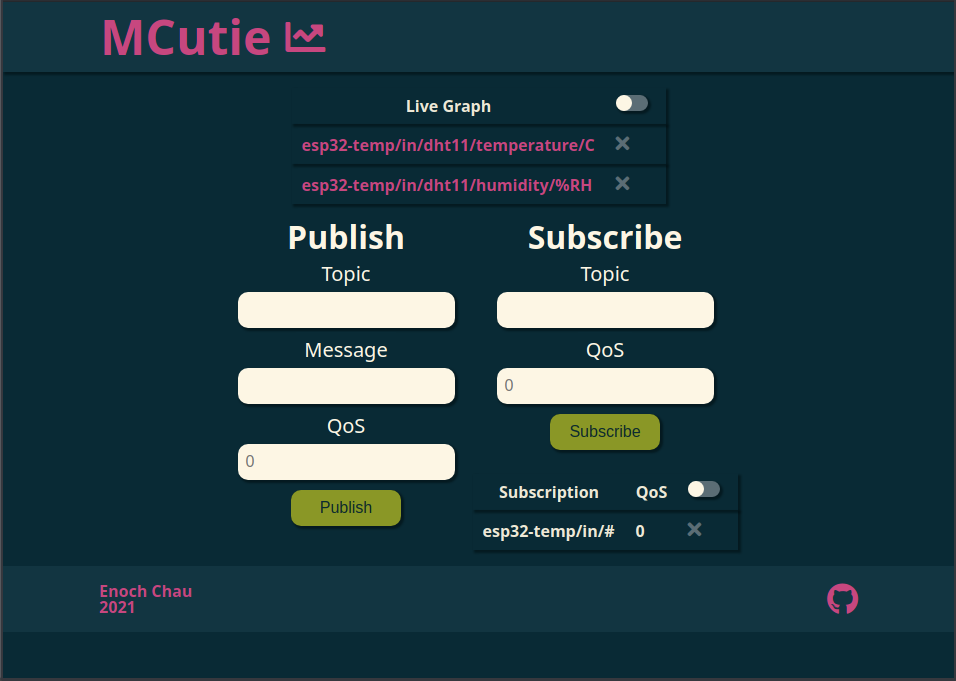 MCutie
Live Graph
esp32-temp/in/dht11/temperature/C
esp32-temp/in/dht11/humidity/%RH
Publish
Topic
Message
QoS
0
Publish
Subscribe
Topic
QoS
0
Subscribe
Subscription QoS
esp32-temp/in/# 0
Enoch Chau
2021